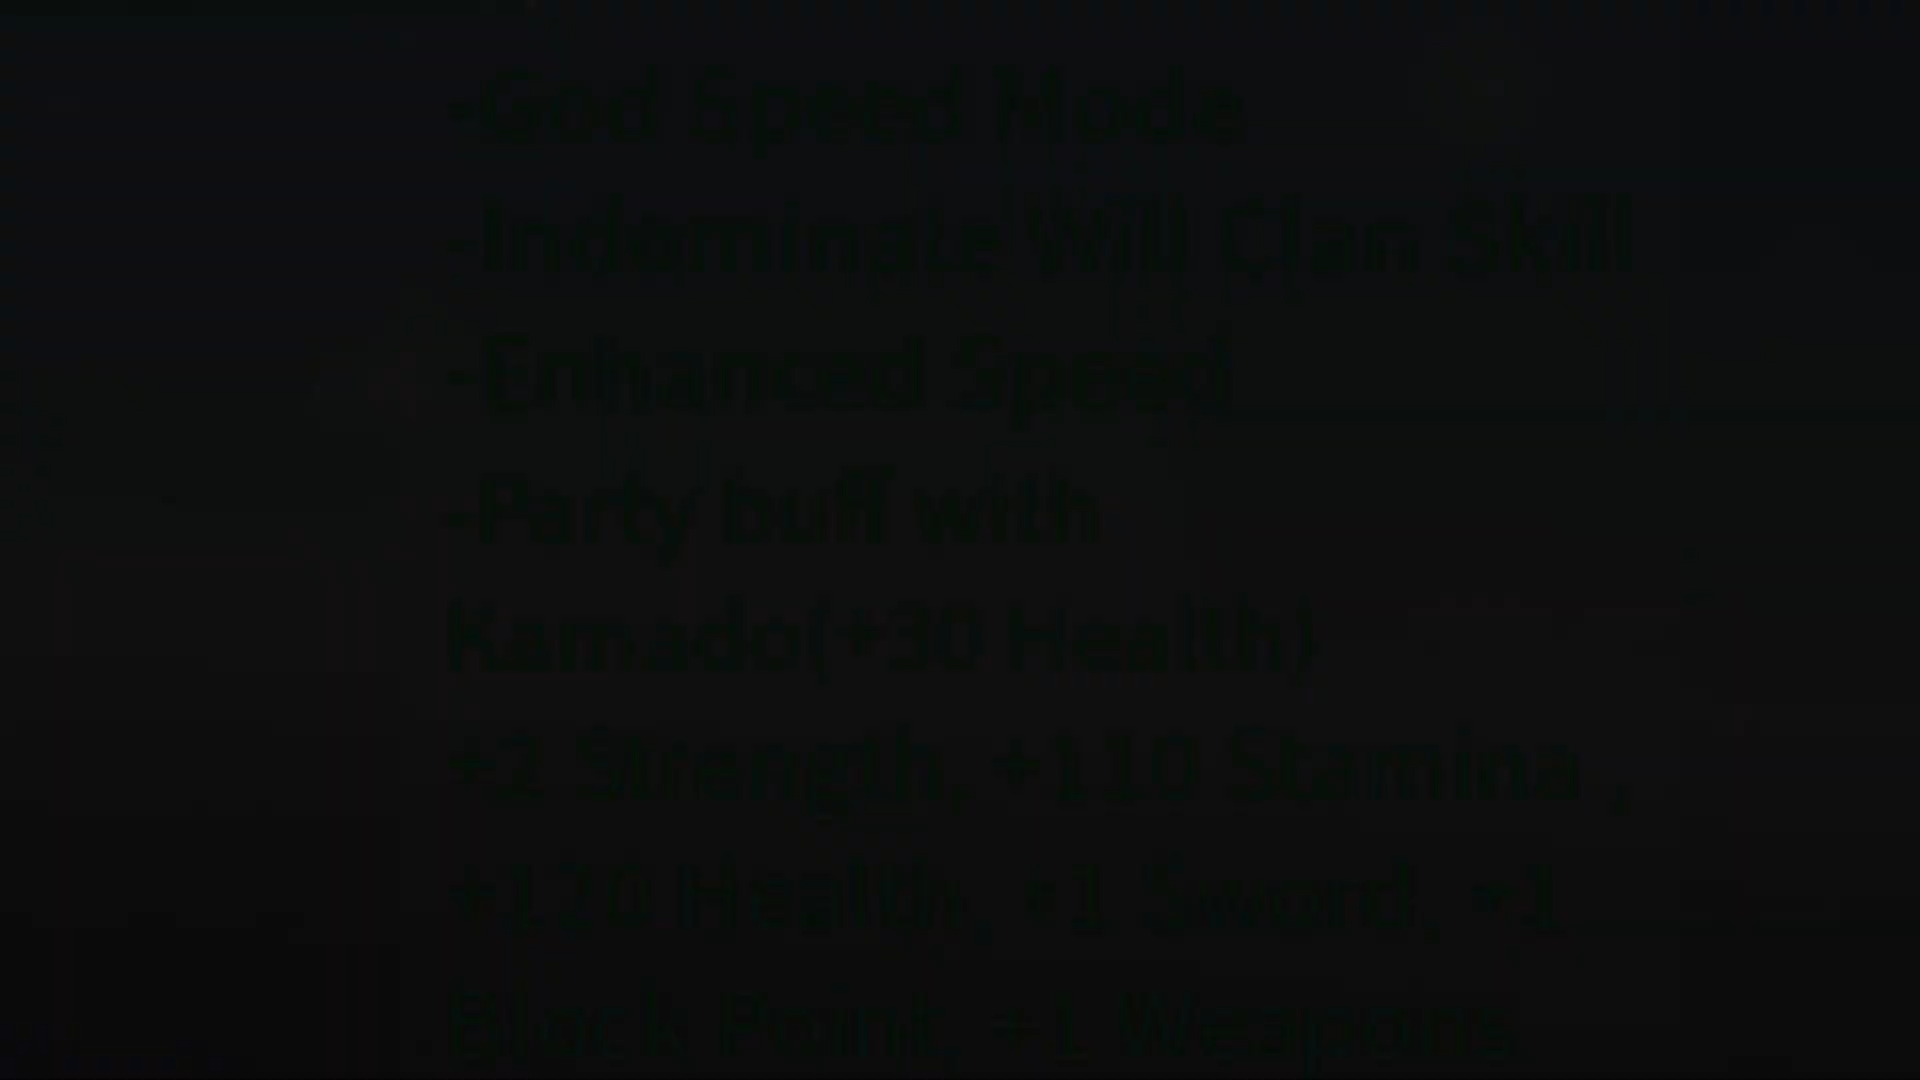 -God Speed Mode
-Indominate Will Clan Skill
-Enhanced Speed
-Party buff with
Kamado(+30 Health)
+2 Strength, +110 Stamina ,
+170 Health, +1 Sword, +1
Block Point, +1 Weapons